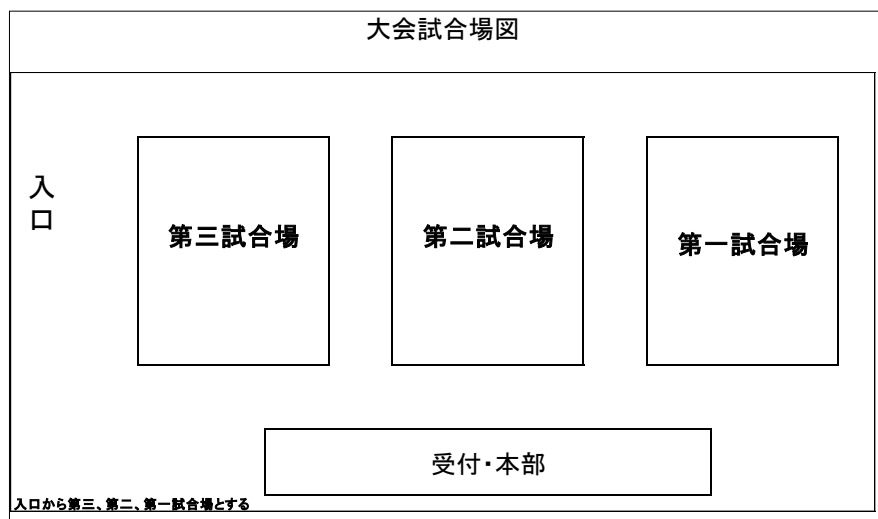 大会試合場図
入
口
第三試合場
第二試合場
第一試合場
受付・本部
入口から第三、第二、第一試合場とする